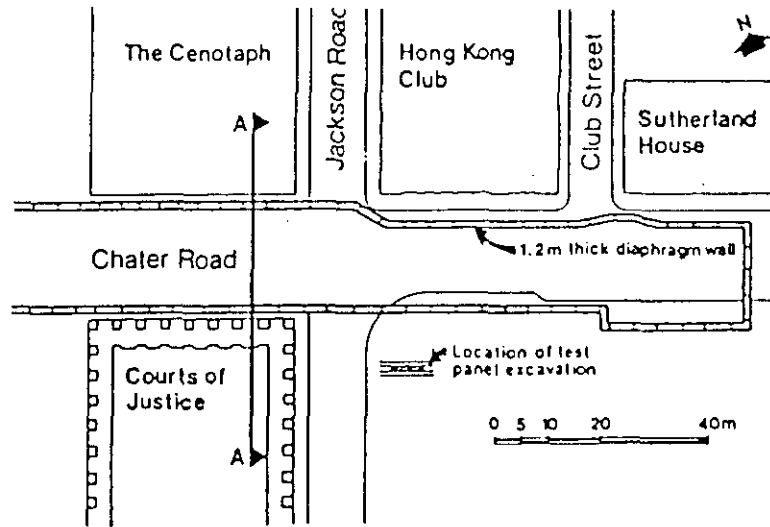 The Cenotaph
Jackson Road
Hong Kong
Club
Club Street
N
Sutherland
House
A
1.2m thick diaphragm wall
Chater Road
Location of test
panel excavation
Courts of
Justice
A
0 5 10 20 40m